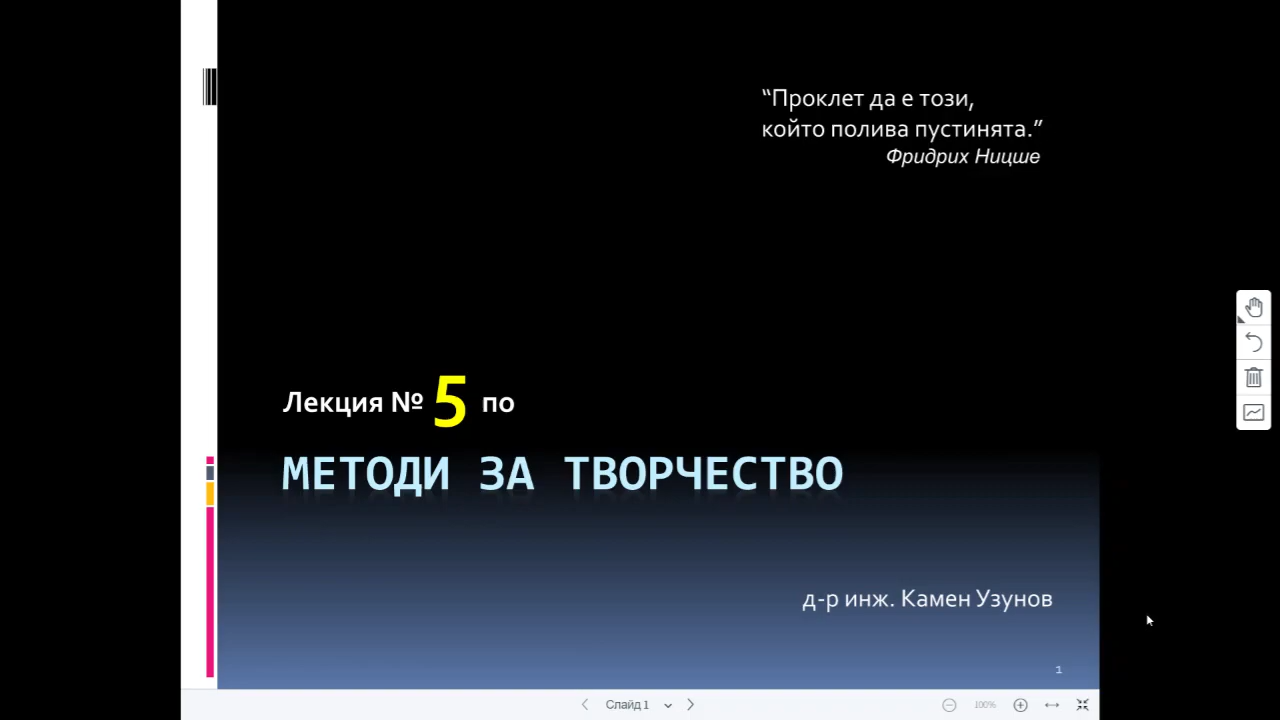 “Проклет да е този,
който полива пустинята.”
Фридрих Ницше
Лекция № 5 по
МЕТОДИ ЗА ТВОРЧЕСТВО
д-р инж. Камен Узунов
1
Слайд 1
100%